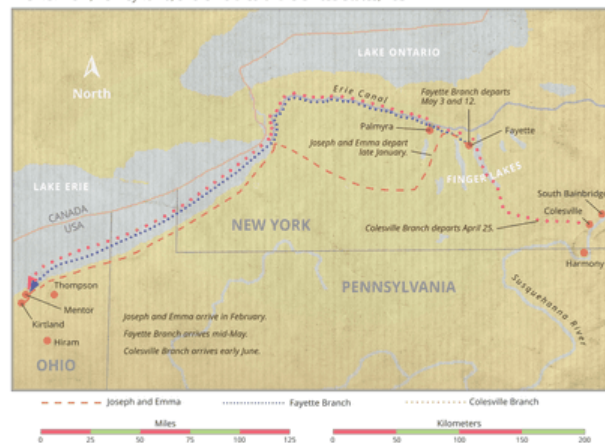 LAKE ONTARIO
North
Erie Canal
Fayette Branch departs
May 3 and 12.
Palmyra
Fayette
Joseph and Emma depart
late January.
FINGER LAKES
LAKE ERIE
CANADA
USA
South Bainbridge
Colesville
NEW YORK
Colesville Branch departs April 25.
Harmony
Thompson
Mentor
Kirtland
Hiram
PENNSYLVANIA
Susquehanna River
Joseph and Emma arrive in February.
Fayette Branch arrives mid-May.
Colesville Branch arrives early June.
OHIO
Joseph and Emma
Fayette Branch
Colesville Branch
Miles
Kilometers
0 25 50 75 100 125
0 50 100 150 200